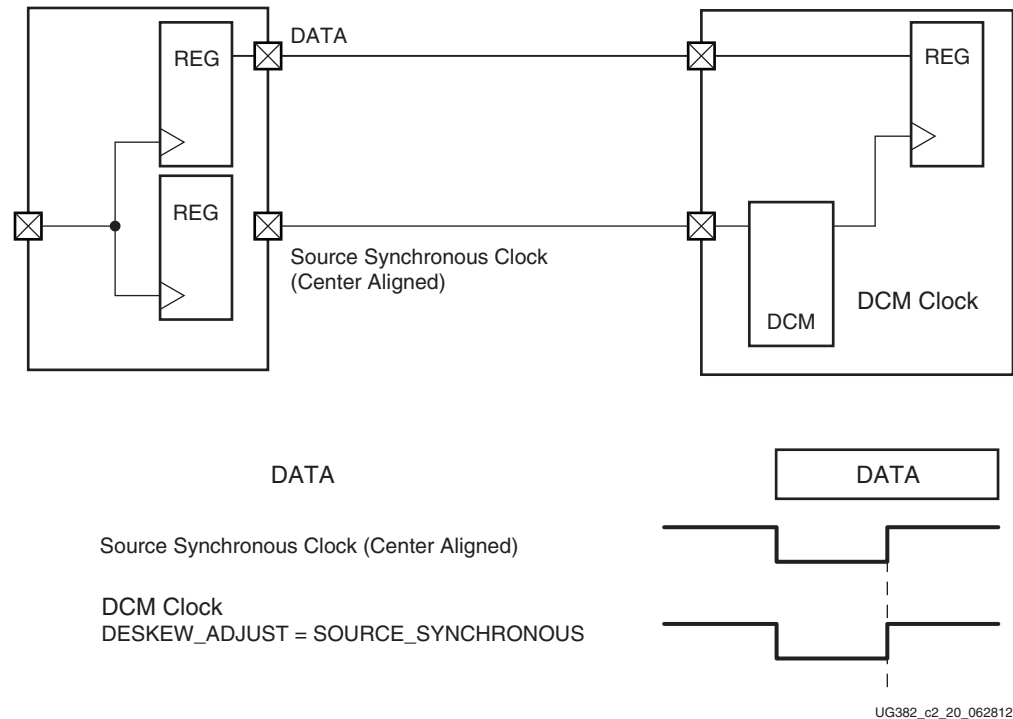 REG
DATA
REG
REG
Source Synchronous Clock
(Center Aligned)
DCM
DCM Clock
DATA
DATA
Source Synchronous Clock (Center Aligned)
DCM Clock
DESKEW_ADJUST = SOURCE_SYNCHRONOUS
UG382_c2_20_062812